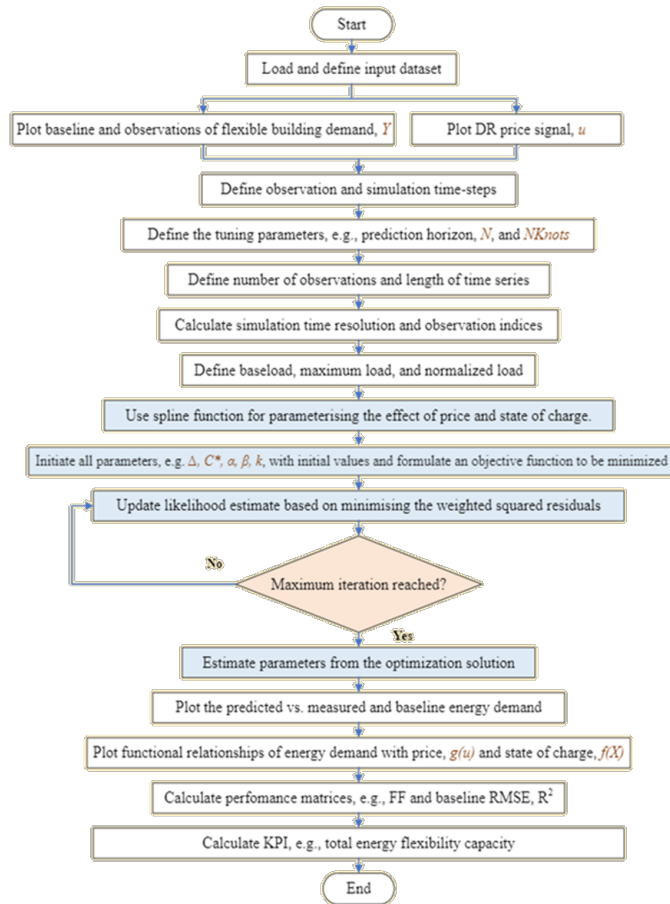 Start
Load and define input dataset
Plot baseline and observations of flexible building demand, Y
Plot DR price signal, u
Define observation and simulation time-steps
Define the tuning parameters, e.g., prediction horizon, N, and NKnots
Define number of observations and length of time series
Calculate simulation time resolution and observation indices
Define baseload, maximum load, and normalized load
Use spline function for parameterising the effect of price and state of charge.
Initiate all parameters, e.g. Δ, C*, α, β, k, with initial values and formulate an objective function to be minimized
Update likelihood estimate based on minimising the weighted squared residuals
No
Maximum iteration reached?
Yes
Estimate parameters from the optimization solution
Plot the predicted vs. measured and baseline energy demand
Plot functional relationships of energy demand with price, g(u) and state of charge, f(X)
Calculate perfomance matrices, e.g., FF and baseline RMSE, R²
Calculate KPI, e.g., total energy flexibility capacity
End